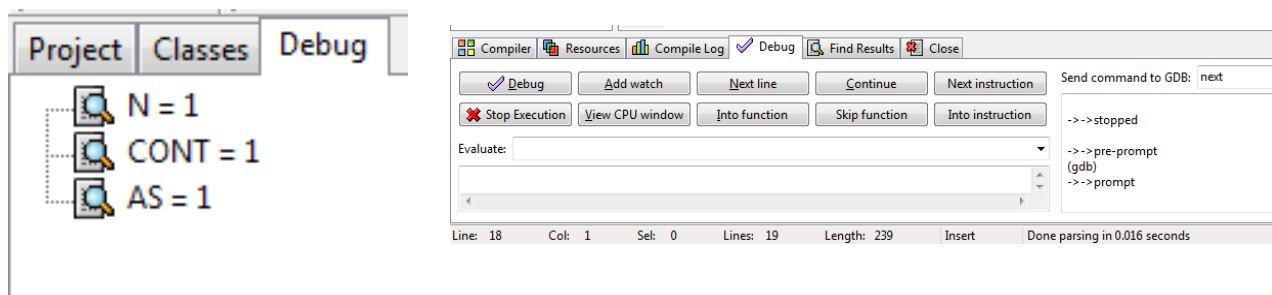 Project Classes Debug
N = 1
CONT = 1
AS = 1
Compiler Resources Compile Log Debug Find Results Close
Debug Add watch Next line Continue Next instruction
Send command to GDB: next
Stop Execution View CPU window Into function Skip function Into instruction
->->stopped
Evaluate:
->->pre-prompt
(gdb)
->->prompt
Line: 18 Col: 1 Sel: 0 Lines: 19 Length: 239 Insert Done parsing in 0.016 seconds